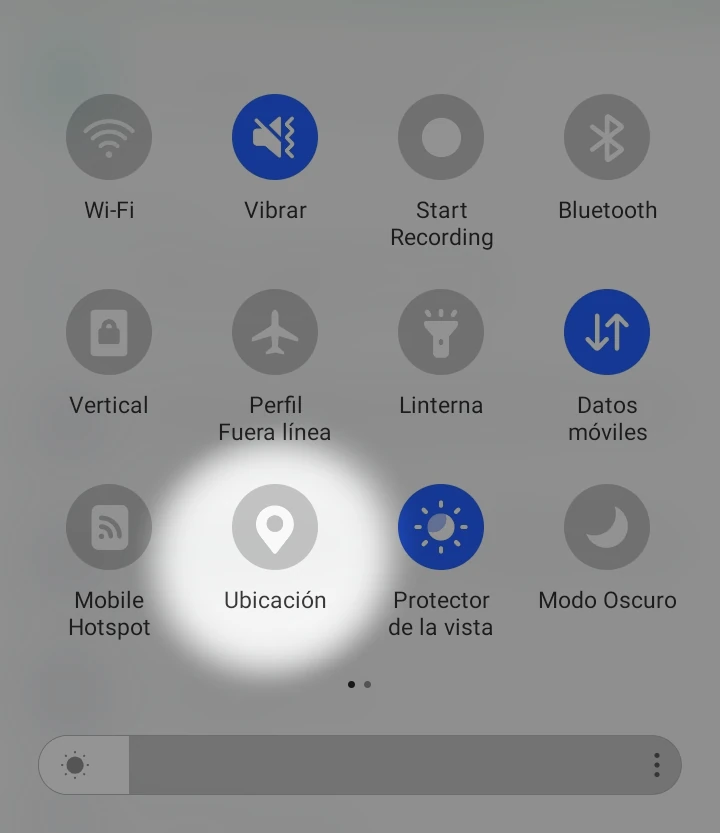 Wi-Fi
Vibrar
Start
Recording
Bluetooth
Vertical
Perfil
Fuera línea
Linterna
Datos
móviles
Mobile
Hotspot
Ubicación
Protector
de la vista
Modo Oscuro